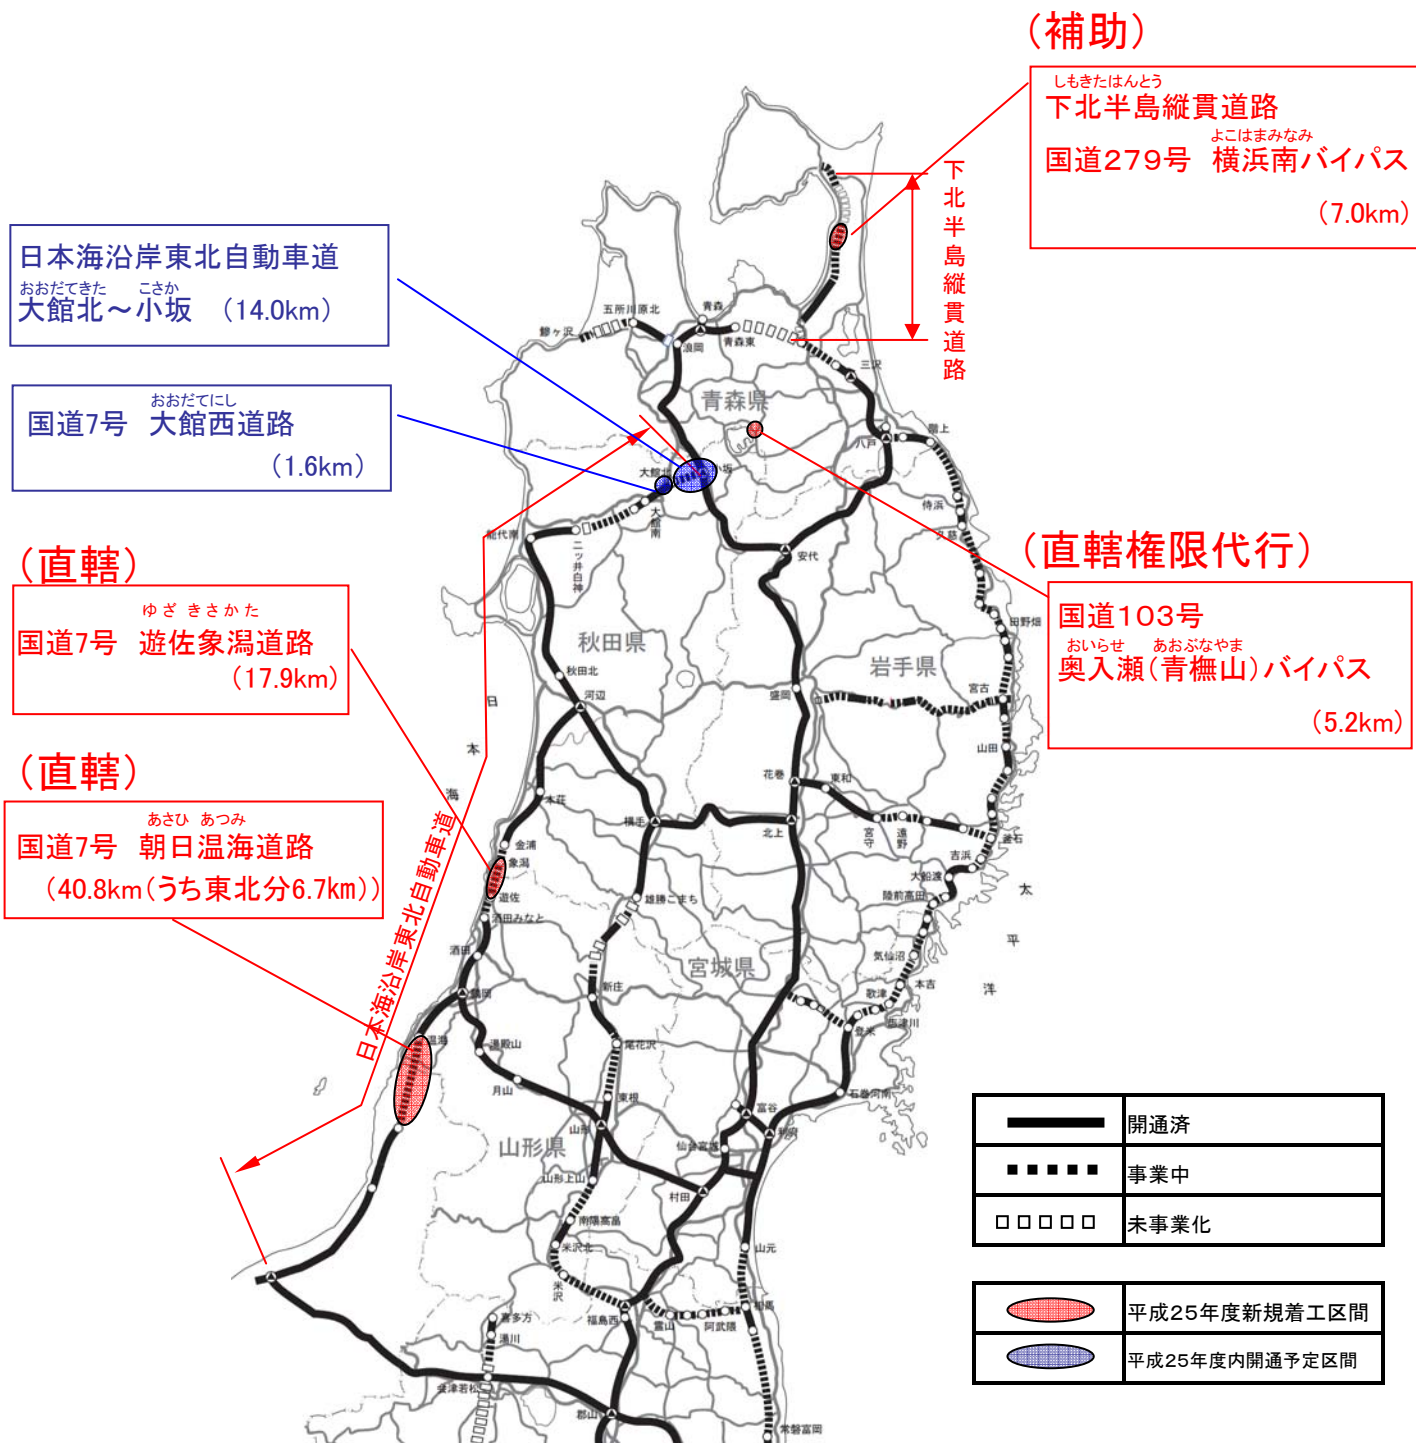 (補助)
しもきたはんとう
下北半島縦貫道路
よこはまみなみ
国道279号 横浜南バイパス
(7.0km)
下北半島縦貫道路
日本海沿岸東北自動車道
おおだてきた こさか
大館北~小坂 (14.0km)
おおだてにし
国道7号 大館西道路
(1.6km)
(直轄)
ゆざ きさかた
国道7号 遊佐象潟道路
(17.9km)
(直轄)
あさひ あつみ
国道7号 朝日温海道路
(40.8km(うち東北分6.7km))
(直轄権限代行)
国道103号
おいらせ あおぶなやま
奥入瀬(青橅山)バイパス
(5.2km)
日本海沿岸東北自動車道
日本海
太平洋
青森県
秋田県
岩手県
宮城県
山形県
五所川原北
青森
鰺ヶ沢
浪岡
青森東
三沢
八戸
階上
大館北
小坂
大館南
侍浜
久慈
能代南
二ッ井白神
安代
田野畑
秋田北
河辺
盛岡
宮古
山田
花巻
東和
本荘
横手
北上
宮守
遠野
釜石
金浦
象潟
吉浜
大船渡
遊佐
雄勝こまち
陸前高田
酒田みなと
酒田
気仙沼
新庄
本吉
歌津
鶴岡
南三陸
登米
温海
湯殿山
尾花沢
月山
東根
石巻河南
富谷
山形
仙台宮城
利府
山形上山
村田
南陽高畠
米沢北
山元
米沢
相馬
喜多方
福島西
霊山
阿武隈
湯川
会津若松
郡山
常磐富岡
開通済
事業中
未事業化
平成25年度新規着工区間
平成25年度内開通予定区間